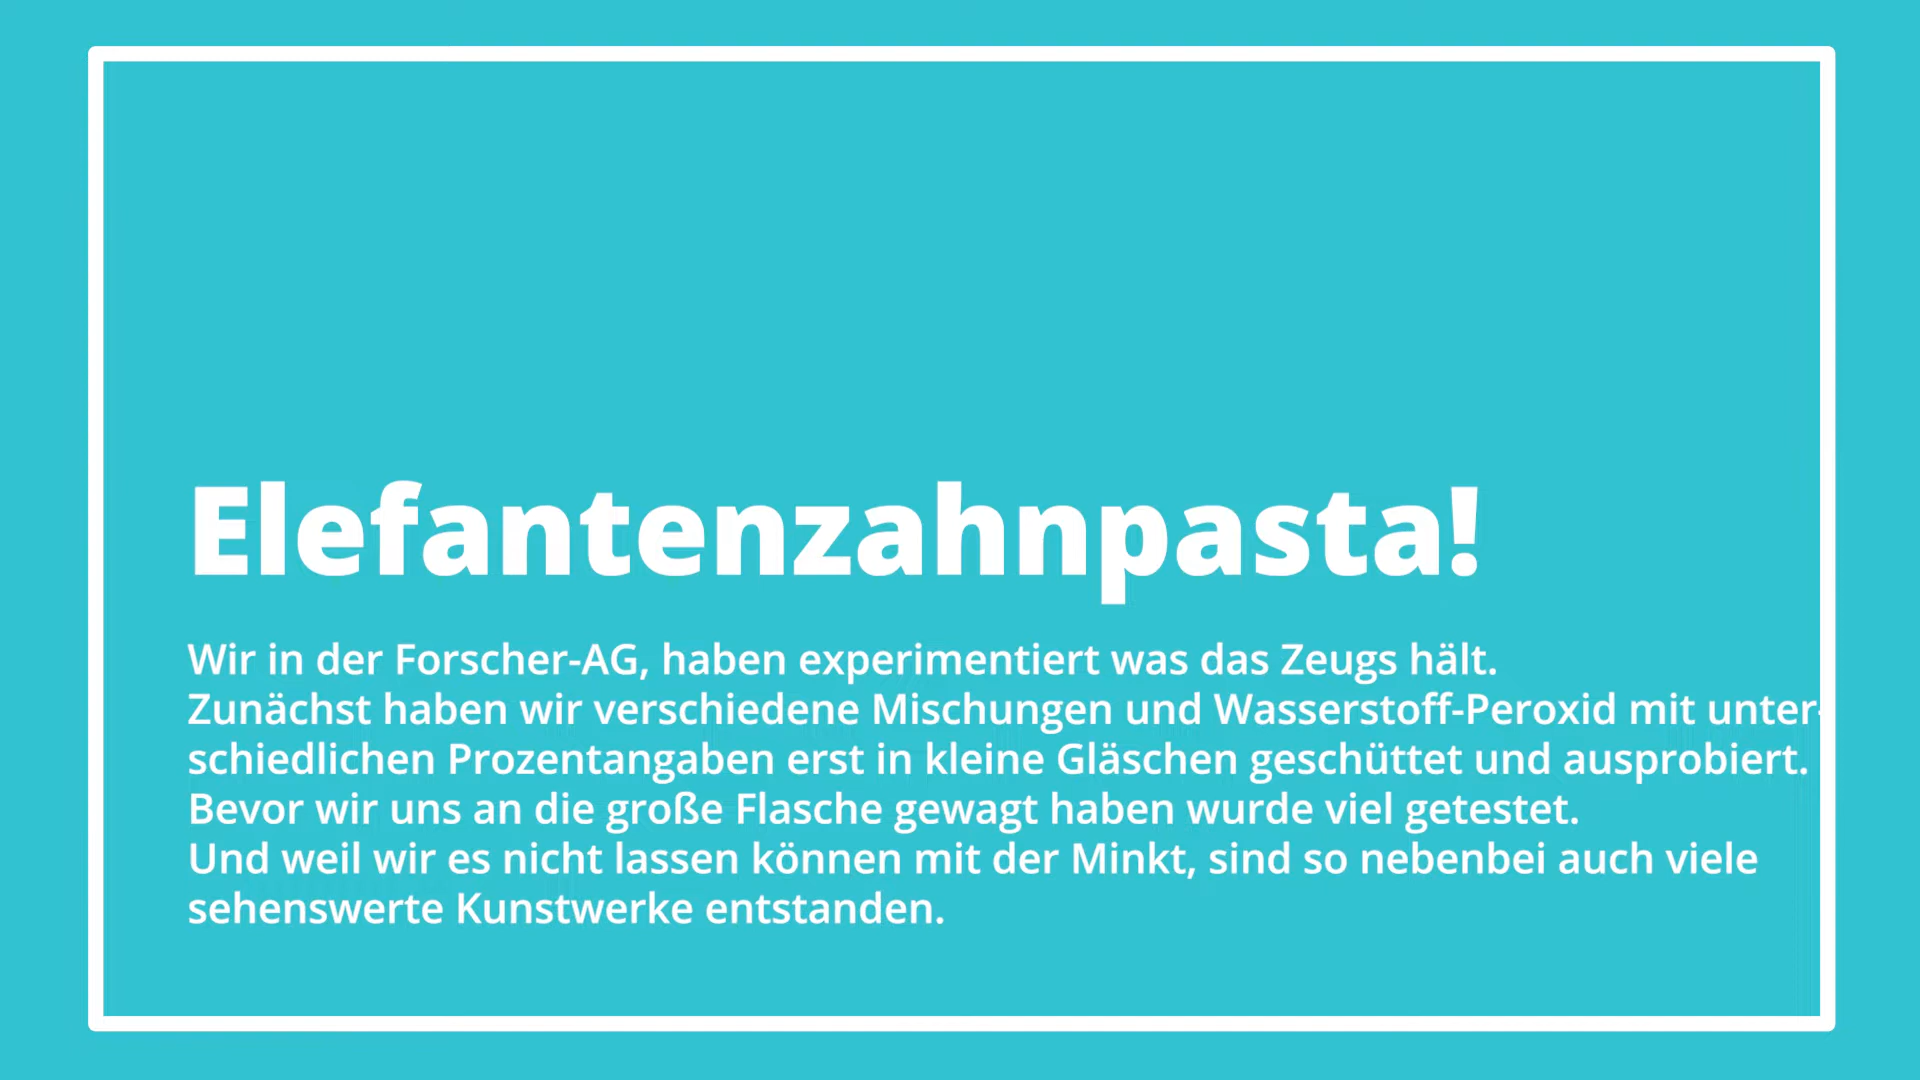 Elefantenzahnpasta!
Wir in der Forscher-AG, haben experimentiert was das Zeugs hält.
Zunächst haben wir verschiedene Mischungen und Wasserstoff-Peroxid mit unter-
schiedlichen Prozentangaben erst in kleine Gläschen geschüttet und ausprobiert.
Bevor wir uns an die große Flasche gewagt haben wurde viel getestet.
Und weil wir es nicht lassen können mit der Minkt, sind so nebenbei auch viele
sehenswerte Kunstwerke entstanden.